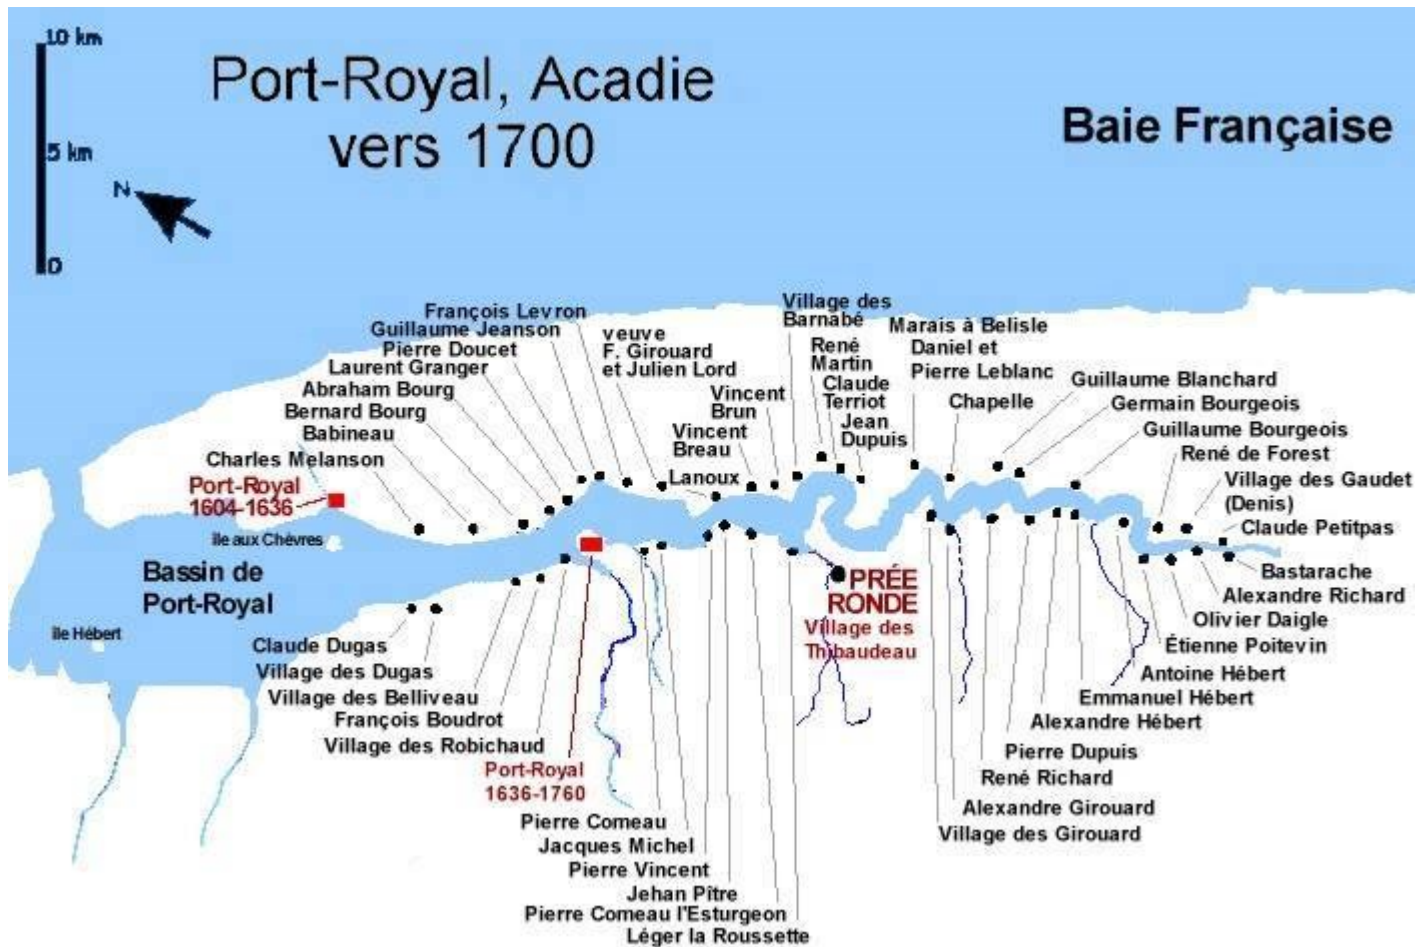 10 km
5 km
0
N
Port-Royal, Acadie
vers 1700
Baie Française
François Levron
Guillaume Jeanson
Pierre Doucet
Laurent Granger
Abraham Bourg
Bernard Bourg
Babineau
Charles Melanson
Port-Royal
1604-1636
île aux Chèvres
Bassin de
Port-Royal
île Hébert
veuve
F. Girouard
et Julien Lord
Vincent
Brun
Vincent
Breau
Lanoux
Village des
Barnabé
René
Martin
Claude
Terriot
Jean
Dupuis
Marais à Belisle
Daniel et
Pierre Leblanc
Chapelle
Guillaume Blanchard
Germain Bourgeois
Guillaume Bourgeois
René de Forest
Village des Gaudet
(Denis)
Claude Petitpas
Bastarache
Alexandre Richard
Olivier Daigle
Étienne Poitevin
Antoine Hébert
Emmanuel Hébert
Alexandre Hébert
Pierre Dupuis
René Richard
Alexandre Girouard
Village des Girouard
PRÉE
RONDE
Village des
Thibaudeau
Claude Dugas
Village des Dugas
Village des Belliveau
François Boudrot
Village des Robichaud
Port-Royal
1636-1760
Pierre Comeau
Jacques Michel
Pierre Vincent
Jehan Pître
Pierre Comeau l'Esturgeon
Léger la Roussette